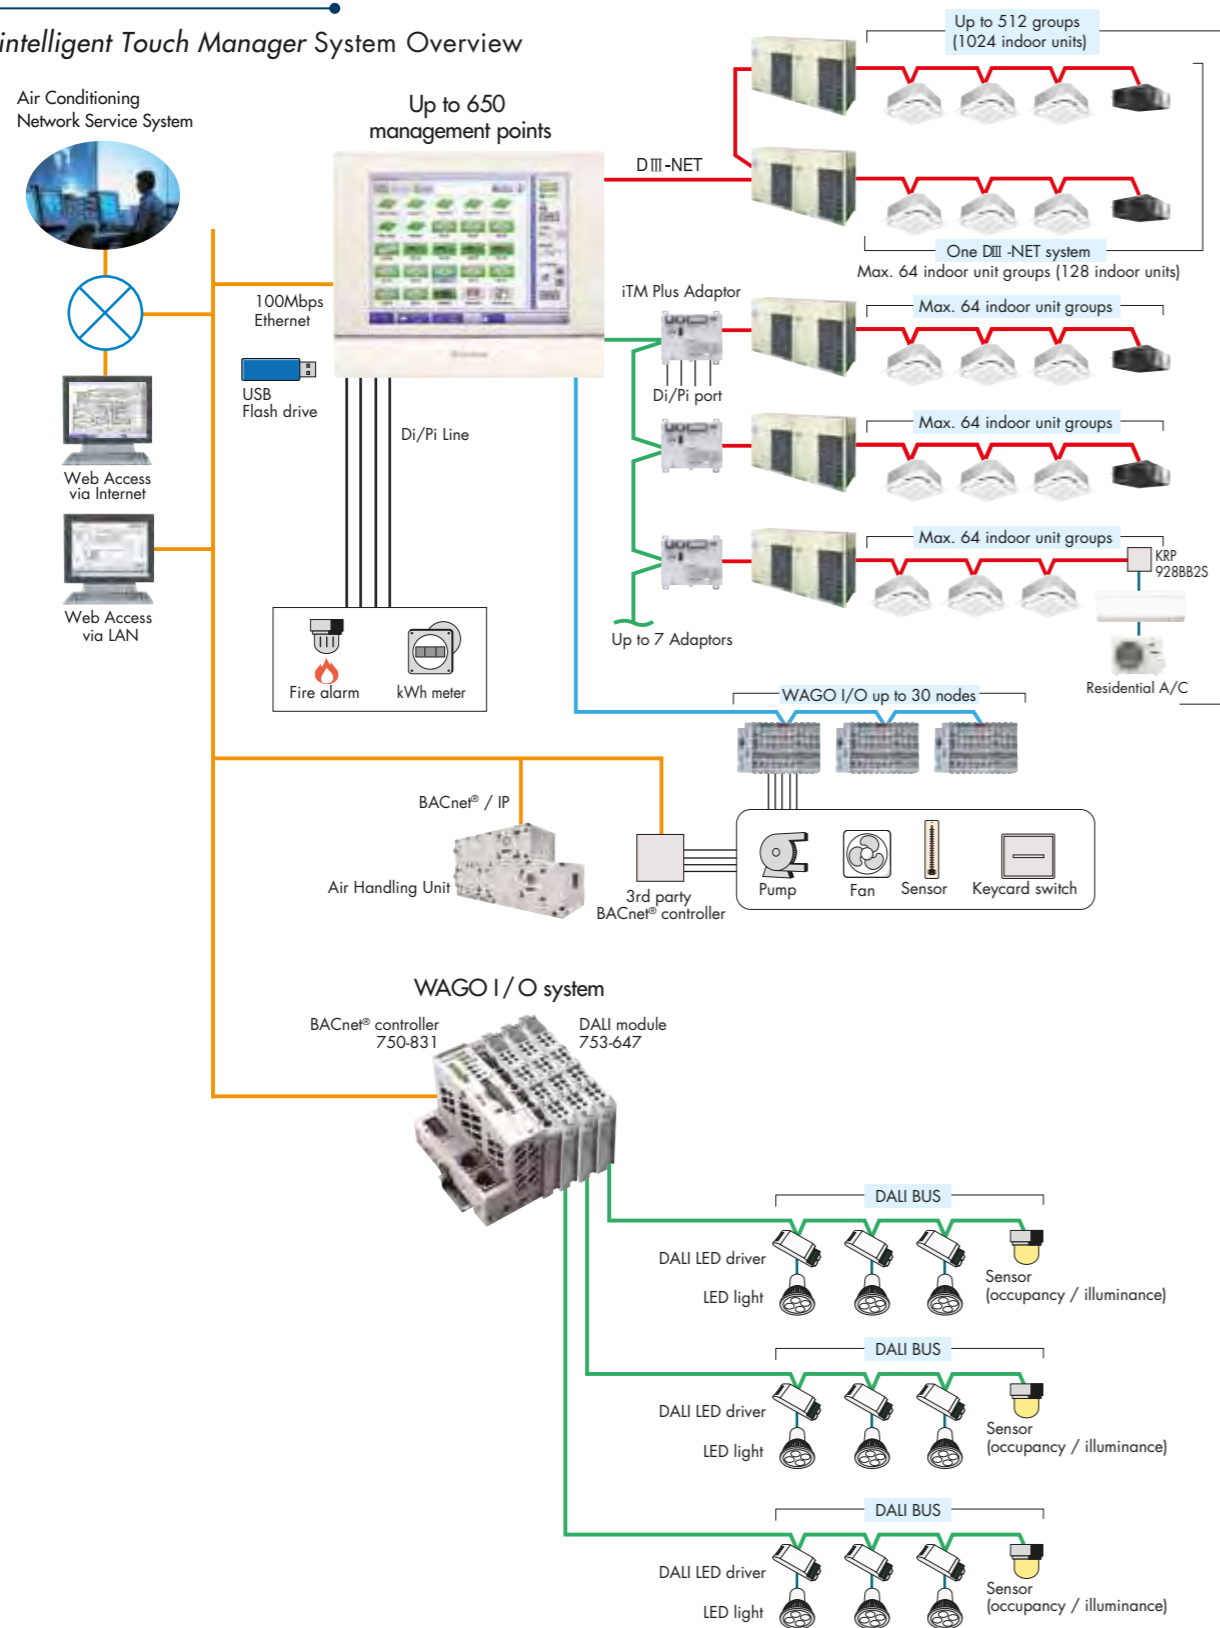 intelligent Touch Manager System Overview
Up to 512 groups
(1024 indoor units)
Air Conditioning
Network Service System
Up to 650
management points
DⅢ-NET
One DⅢ-NET system
Max. 64 indoor unit groups (128 indoor units)
100Mbps
Ethernet
iTM Plus Adaptor
Max. 64 indoor unit groups
USB
Flash drive
Di/Pi port
Di/Pi Line
Max. 64 indoor unit groups
Web Access
via Internet
Max. 64 indoor unit groups
KRP
928BB2S
Web Access
via LAN
Up to 7 Adaptors
Fire alarm
kWh meter
Residential A/C
WAGO I/O up to 30 nodes
BACnet® / IP
Air Handling Unit
3rd party
BACnet® controller
Pump
Fan
Sensor
Keycard switch
WAGO I/O system
BACnet® controller
750-831
DALI module
753-647
DALI BUS
DALI LED driver
LED light
Sensor
(occupancy / illuminance)
DALI BUS
DALI LED driver
LED light
Sensor
(occupancy / illuminance)
DALI BUS
DALI LED driver
LED light
Sensor
(occupancy / illuminance)